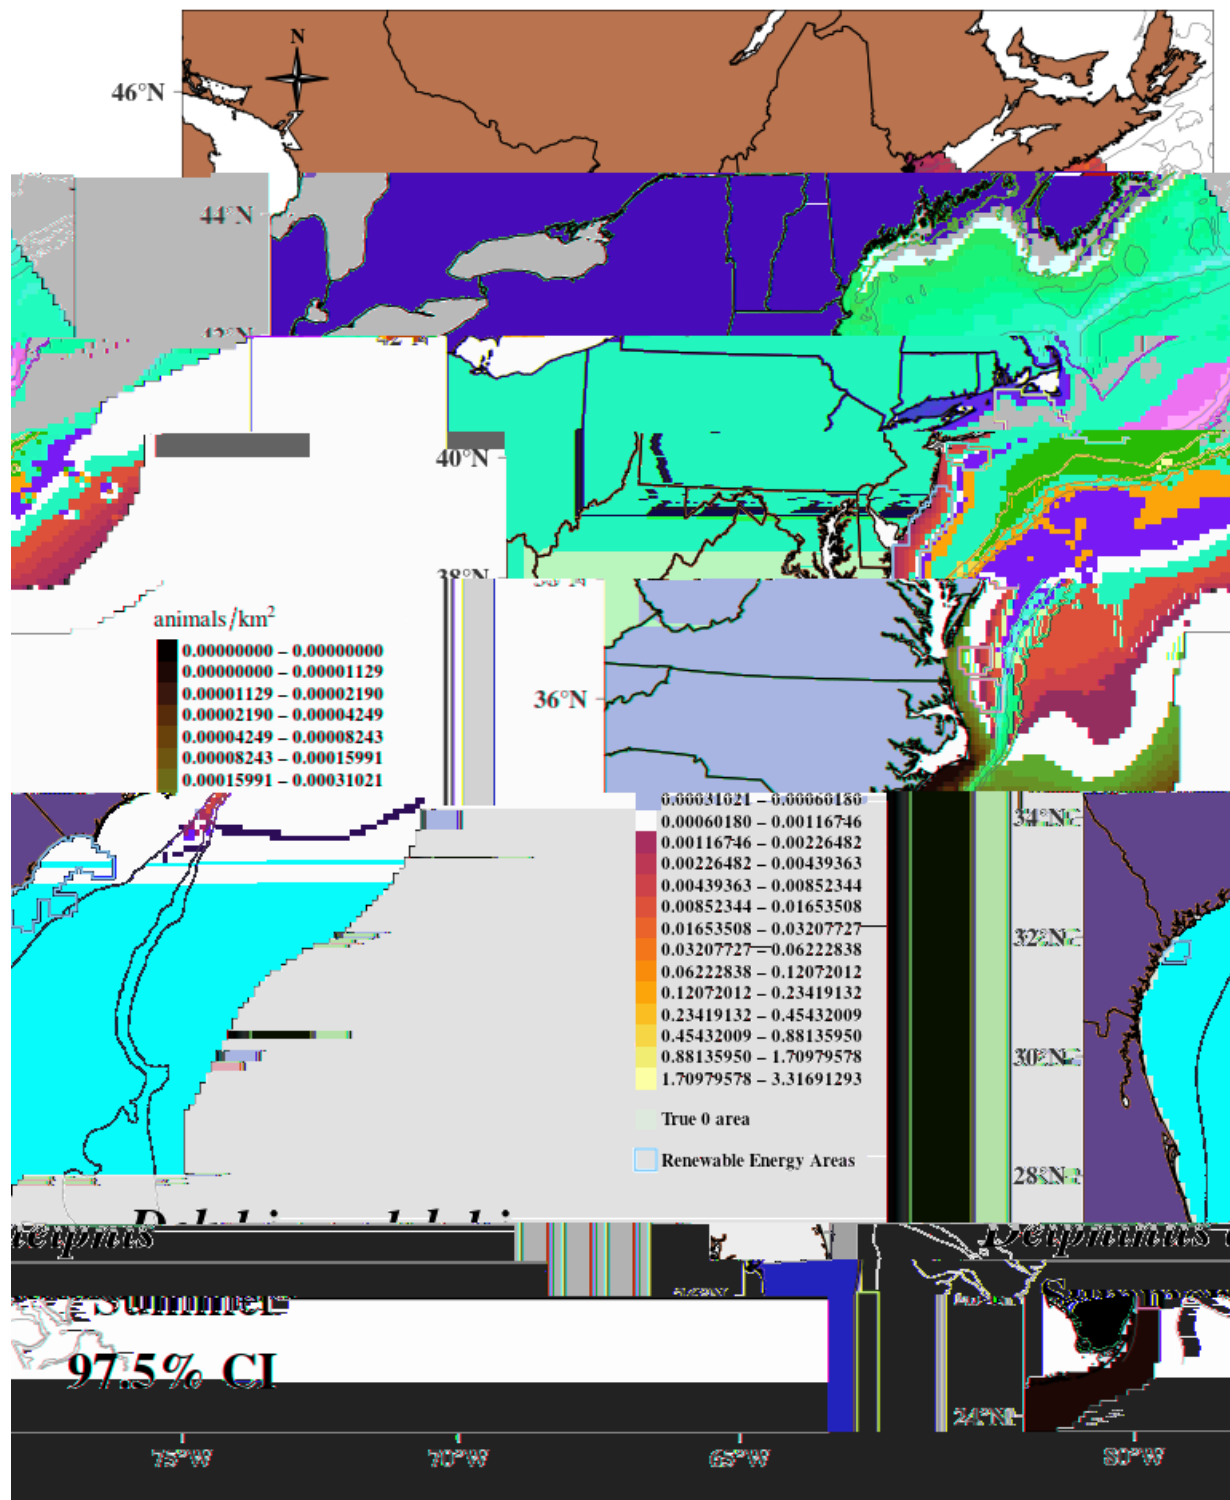 N
46°N
44°N
42°N
40°N
38°N
animals/km²
0.00000000 – 0.00000000
0.00000000 – 0.00001129
0.00001129 – 0.00002190
0.00002190 – 0.00004249
0.00004249 – 0.00008243
0.00008243 – 0.00015991
0.00015991 – 0.00031021
36°N
0.00031021 – 0.00060180
0.00060180 – 0.00116746
0.00116746 – 0.00226482
0.00226482 – 0.00439363
0.00439363 – 0.00852344
0.00852344 – 0.01653508
0.01653508 – 0.03207727
0.03207727 – 0.06222838
0.06222838 – 0.12072012
0.12072012 – 0.23419132
0.23419132 – 0.45432009
0.45432009 – 0.88135950
0.88135950 – 1.70979578
1.70979578 – 3.31691293
True 0 area
Renewable Energy Areas
34°N
32°N
30°N
28°N
Delphinus
Summer
97.5% CI
24°N
75°W
70°W
65°W
80°W